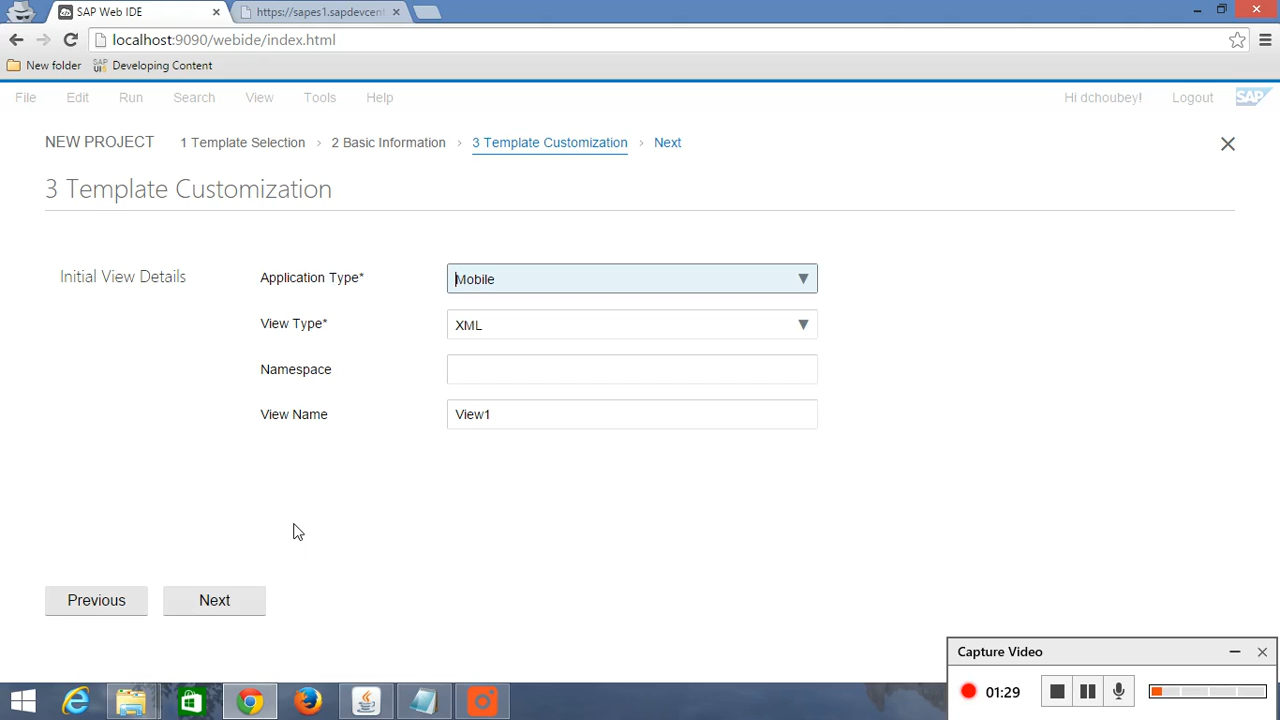 SAP Web IDE
https://sapes1.sapdevcent
localhost:9090/webide/index.html
New folder
SAP UI5
Developing Content
File Edit Run Search View Tools Help Hi dchoubey! Logout SAP
NEW PROJECT 1 Template Selection › 2 Basic Information › 3 Template Customization › Next
3 Template Customization
Initial View Details
Application Type* Mobile
View Type* XML
Namespace
View Name View1
Previous Next
Capture Video
01:29